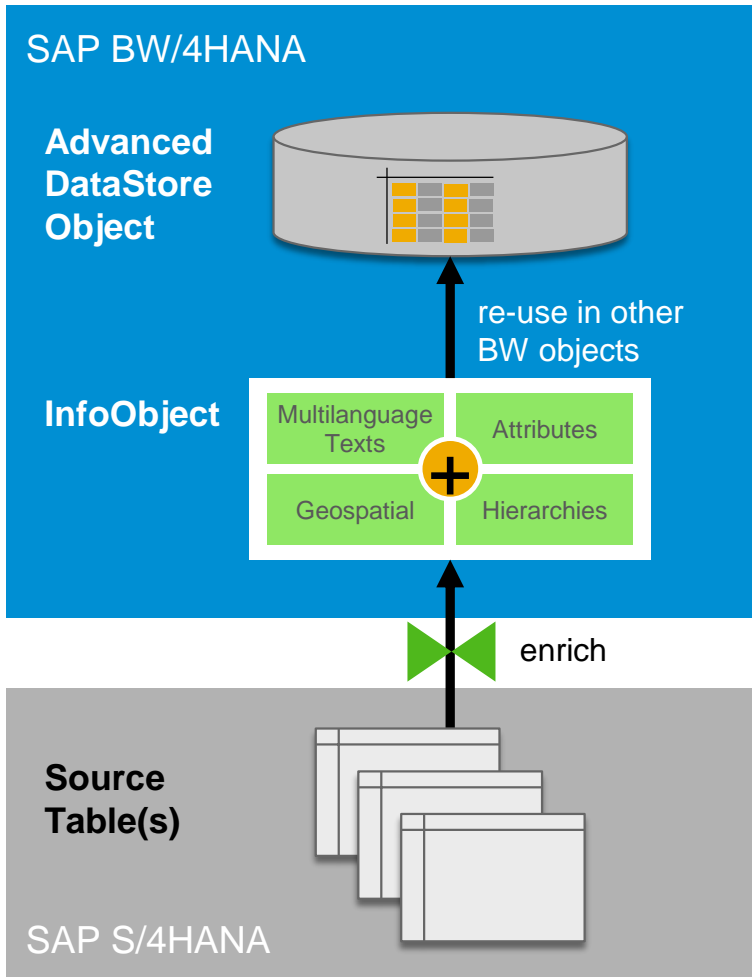 SAP BW/4HANA
Advanced
DataStore
Object
re-use in other
BW objects
InfoObject
Multilanguage
Texts
Attributes
+
Geospatial
Hierarchies
enrich
Source
Table(s)
SAP S/4HANA